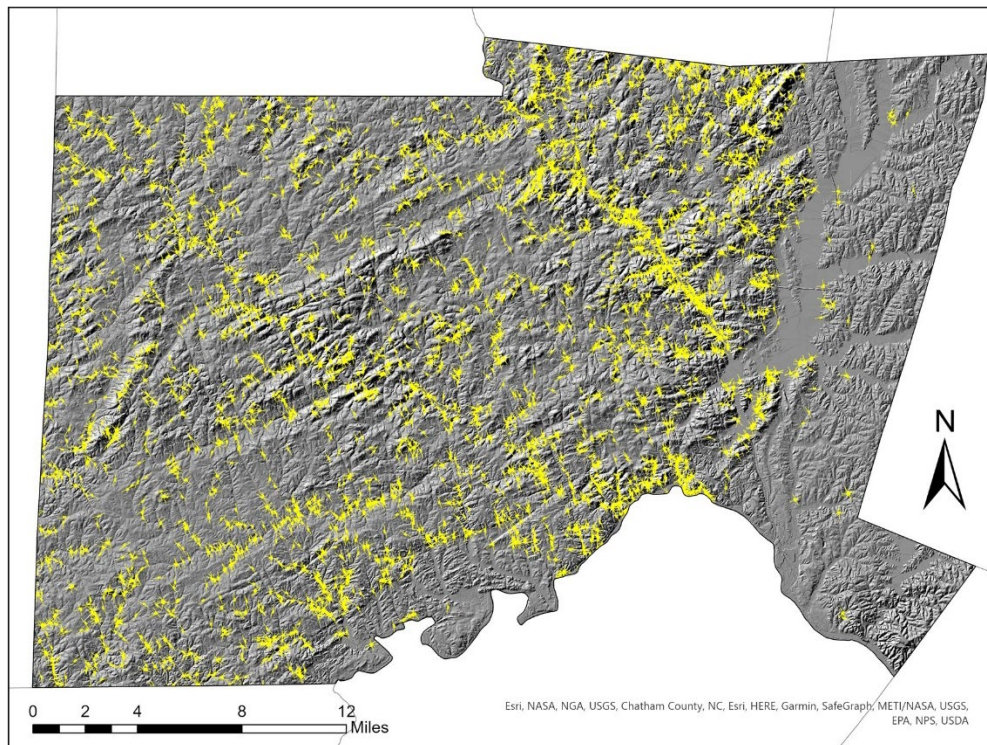 N
0 2 4 8 12
Miles
Esri, NASA, NGA, USGS, Chatham County, NC, Esri, HERE, Garmin, SafeGraph, METI/NASA, USGS,
EPA, NPS, USDA